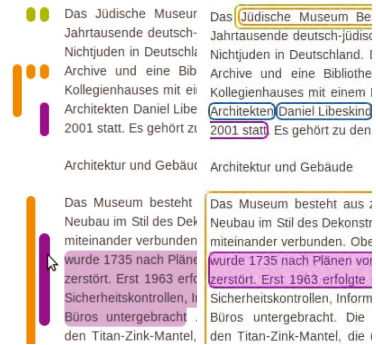 Das Jüdische Museum
Jahrtausende deutsch-
Nichtjuden in Deutschla
Archive und eine Bib
Kollegienhauses mit ei
Architekten Daniel Libe
2001 statt. Es gehört zu
Architektur und Gebäud
Das Museum besteht
Neubau im Stil des Dek
miteinander verbunden
wurde 1735 nach Pläne
zerstört. Erst 1963 erfo
Sicherheitskontrollen, I
Büros untergebracht
den Titan-Zink-Mantel,
Das Jüdische Museum Be
Jahrtausende deutsch-jüdisc
Nichtjuden in Deutschland.
Archive und eine Bibliothe
Kollegienhauses mit einem
Architekten Daniel Libeskind
2001 statt. Es gehört zu den
Architektur und Gebäude
Das Museum besteht aus z
Neubau im Stil des Dekonstr
miteinander verbunden. Obe
wurde 1735 nach Plänen vo
zerstört. Erst 1963 erfolgte
Sicherheitskontrollen, Inform
Büros untergebracht. Die
den Titan-Zink-Mantel, die